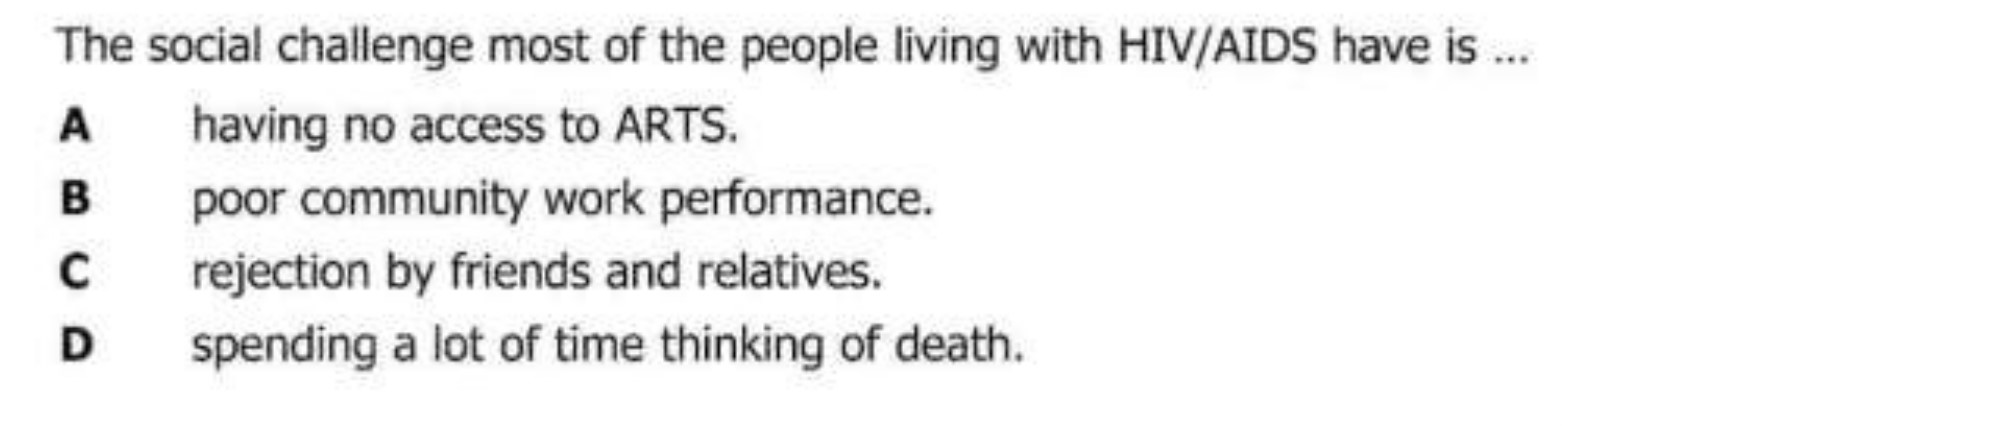 The social challenge most of the people living with HIV/AIDS have is ...
A having no access to ARTS.
B poor community work performance.
C rejection by friends and relatives.
D spending a lot of time thinking of death.